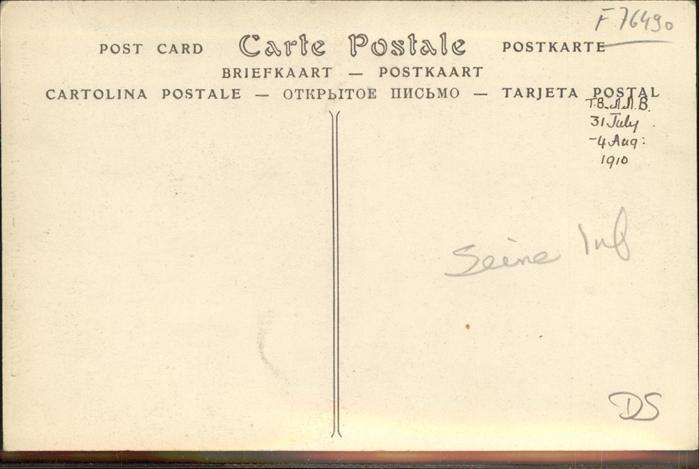 F 76490
POST CARD Carte Postale POSTKARTE
BRIEFKAART — POSTKAART
CARTOLINA POSTALE — ОТКРЫТОЕ ПИСЬМО — TARJETA POSTAL
31 July
-4 Aug:
1910
Seine Inf
DS